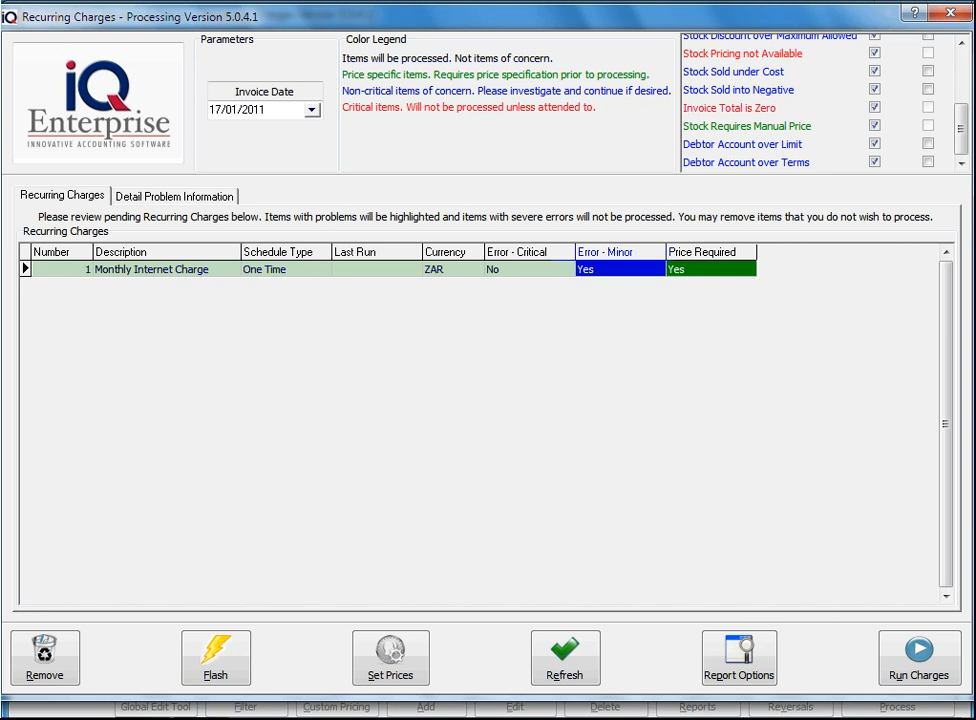 iQ Recurring Charges - Processing Version 5.0.4.1
iQ
Enterprise
INNOVATIVE ACCOUNTING SOFTWARE
Parameters
Invoice Date
17/01/2011
Color Legend
Items will be processed. Not items of concern.
Price specific items. Requires price specification prior to processing.
Non-critical items of concern. Please investigate and continue if desired.
Critical items. Will not be processed unless attended to.
Stock Discount over Maximum Allowed
Stock Pricing not Available
Stock Sold under Cost
Stock Sold into Negative
Invoice Total is Zero
Stock Requires Manual Price
Debtor Account over Limit
Debtor Account over Terms
Recurring Charges Detail Problem Information
Please review pending Recurring Charges below. Items with problems will be highlighted and items with severe errors will not be processed. You may remove items that you do not wish to process.
Recurring Charges
Number Description Schedule Type Last Run Currency Error - Critical Error - Minor Price Required
1 Monthly Internet Charge One Time ZAR No Yes Yes
Remove Flash Set Prices Refresh Report Options Run Charges
Global Edit Tool Filter Custom Pricing Add Edit Delete Reports Reversals Process